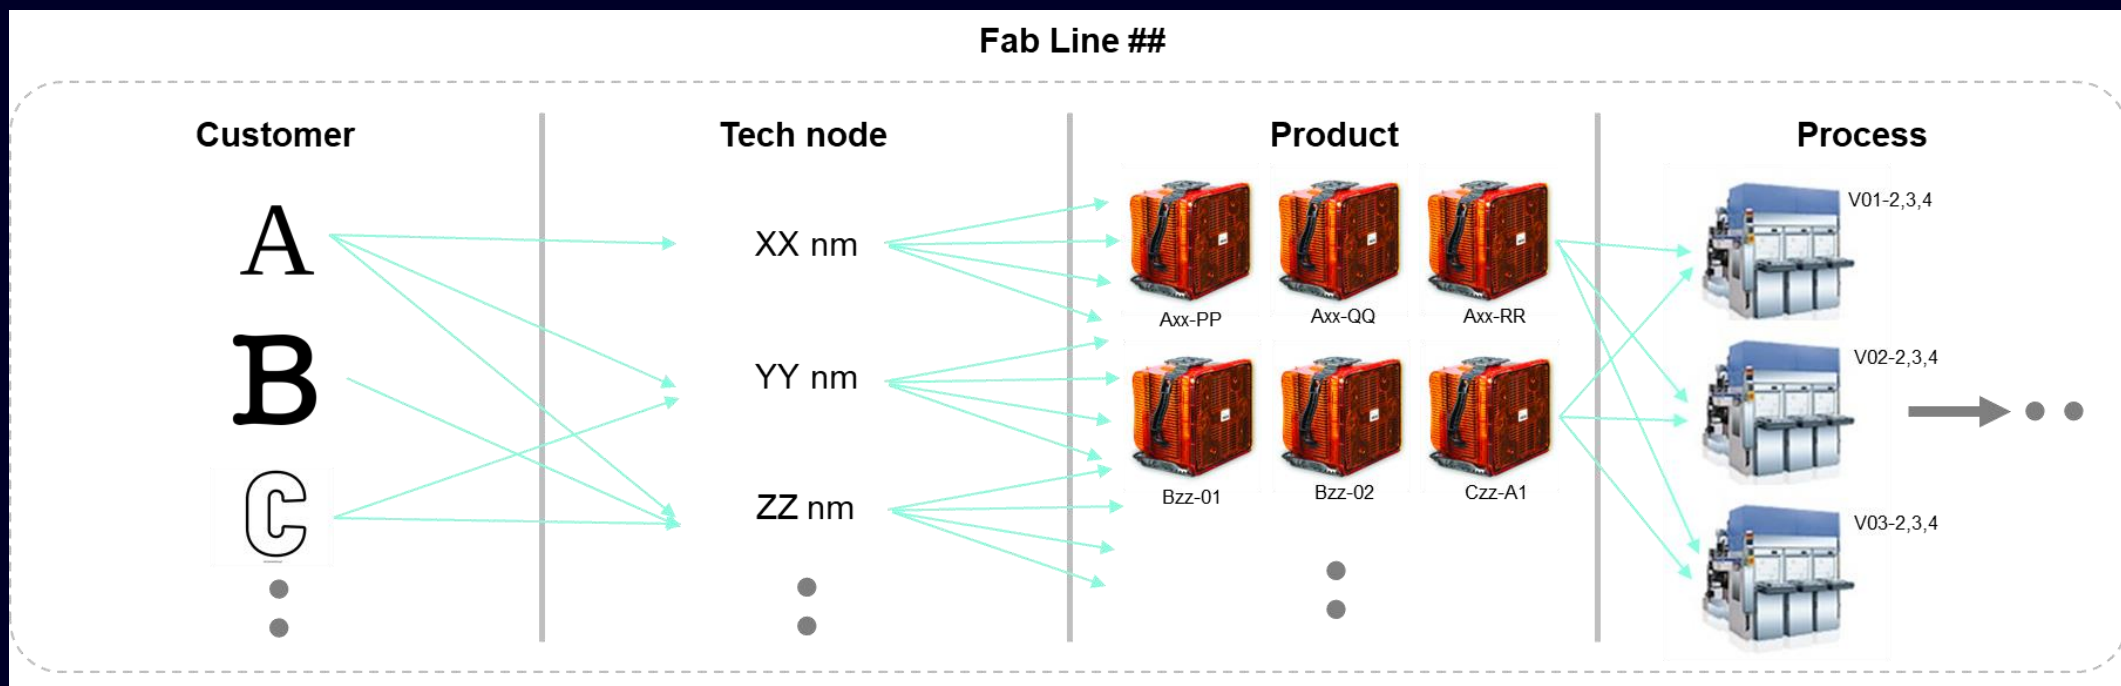 Fab Line ##
Customer
Tech node
Product
Process
A
B
C
XX nm
YY nm
ZZ nm
Axx-PP
Axx-QQ
Axx-RR
Bzz-01
Bzz-02
Czz-A1
V01-2,3,4
V02-2,3,4
V03-2,3,4